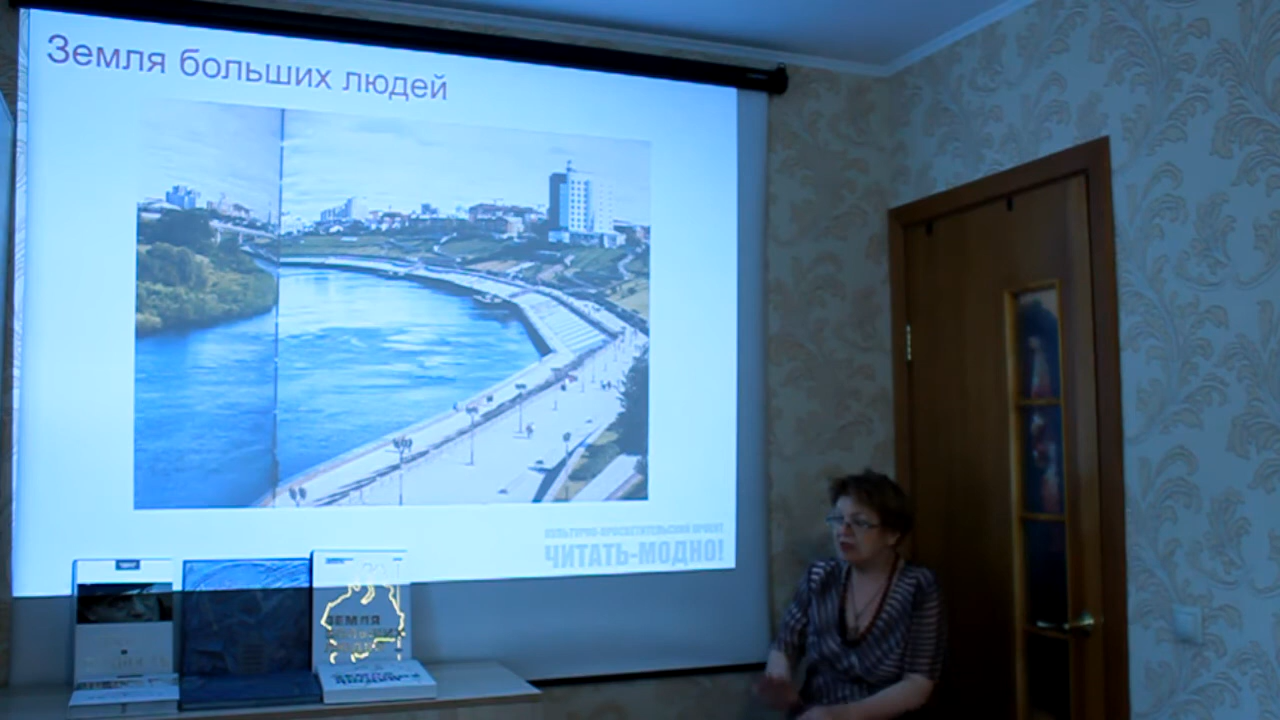 Земля больших людей
КУЛЬТУРНО-ПРОСВЕТИТЕЛЬСКИЙ ПРОЕКТ
ЧИТАТЬ-МОДНО!
ЗЕМЛЯ